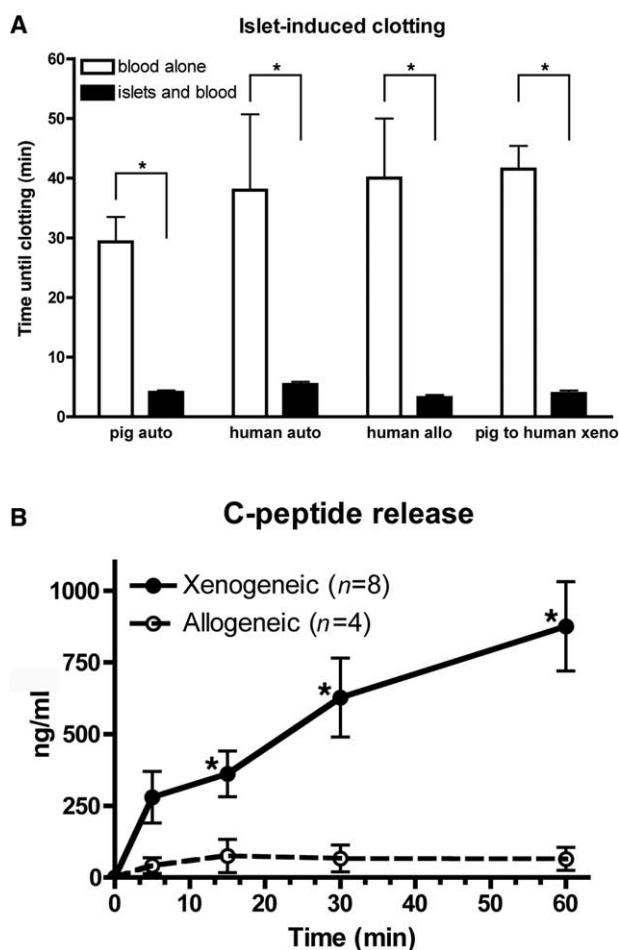 A
Islet-induced clotting
60
50
40
30
20
10
0
Time until clotting (min)
blood alone
islets and blood
*
*
*
*
pig auto
human auto
human allo
pig to human xeno
B
C-peptide release
1000
750
500
250
0
ng/ml
Xenogeneic (n=8)
Allogeneic (n=4)
*
*
*
0
10
20
30
40
50
60
Time (min)